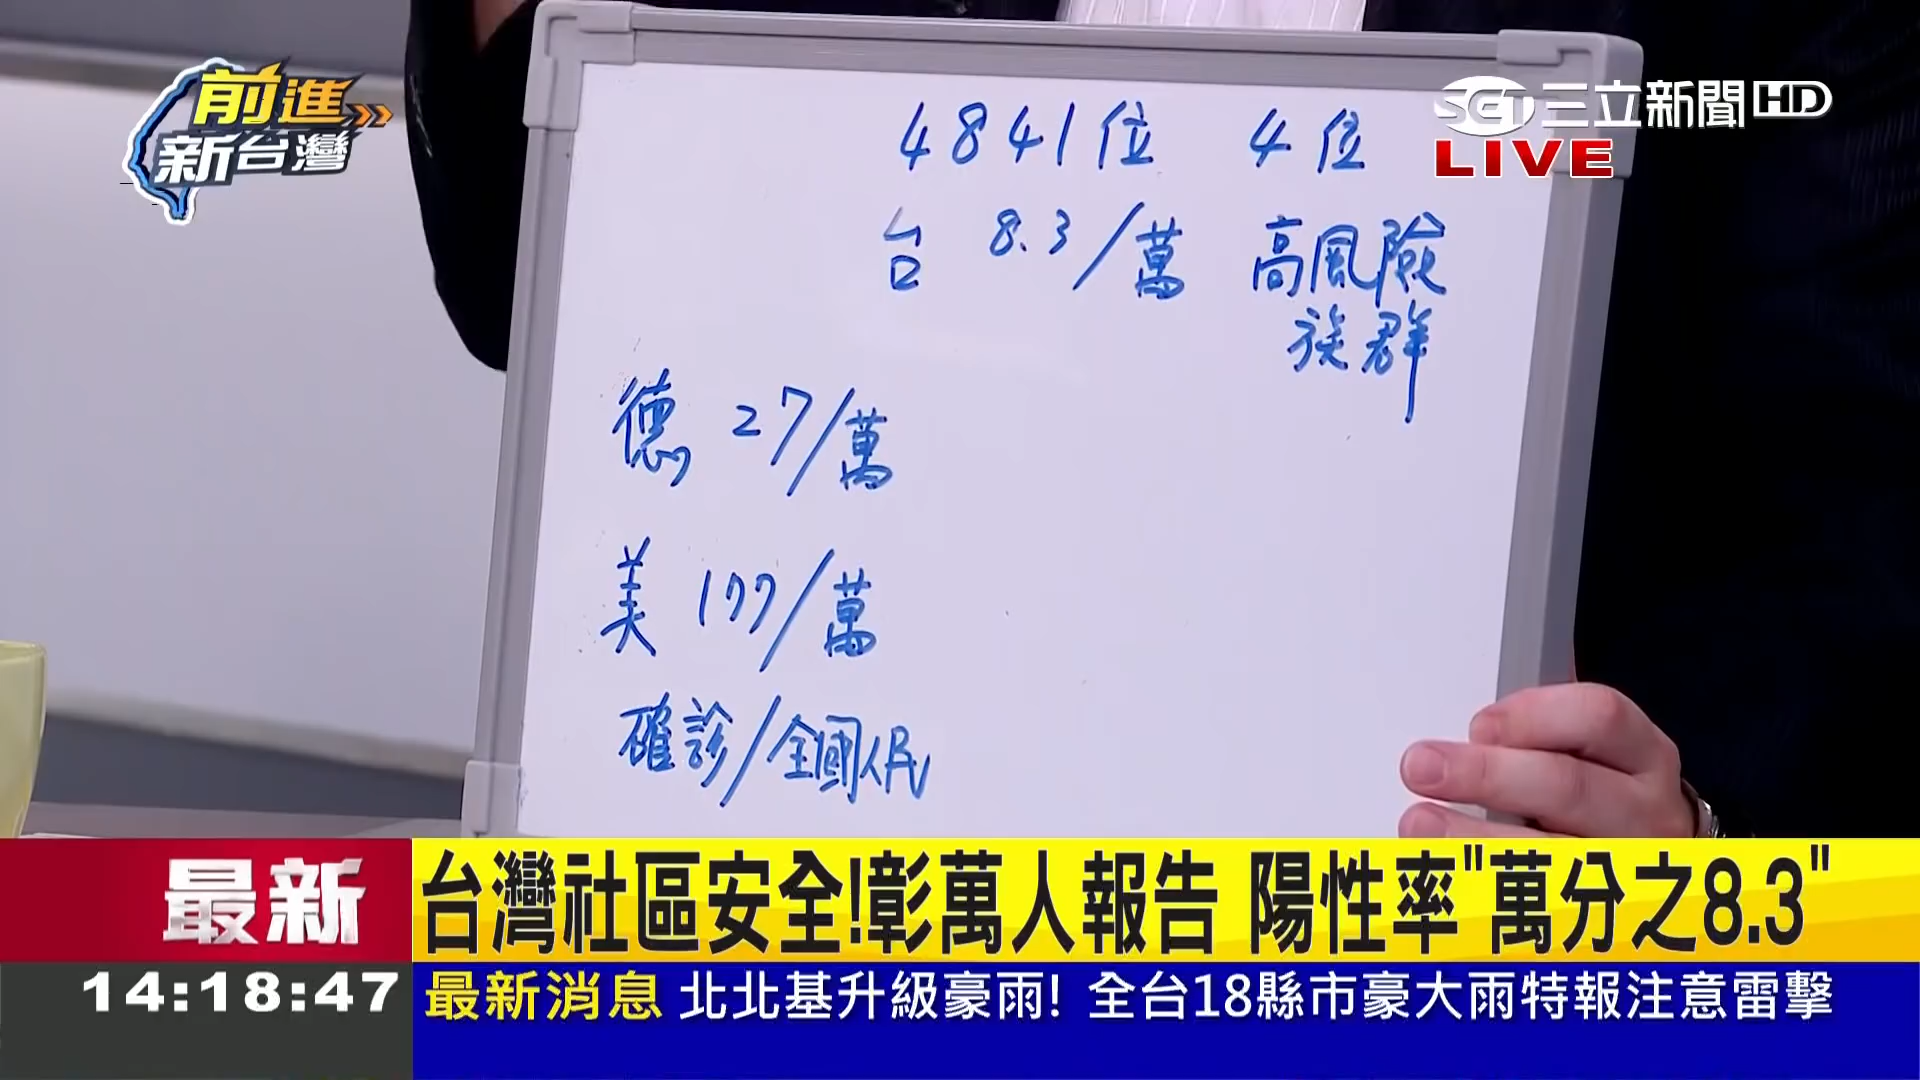 前進
新台灣
SET三立新聞HD
LIVE
4841位 4位
台 8.3/萬 高風險
族群
德 27/萬
美 177/萬
確診/全國人民
最新 台灣社區安全!彰萬人報告 陽性率"萬分之8.3"
14:18:47 最新消息 北北基升級豪雨! 全台18縣市豪大雨特報注意雷擊